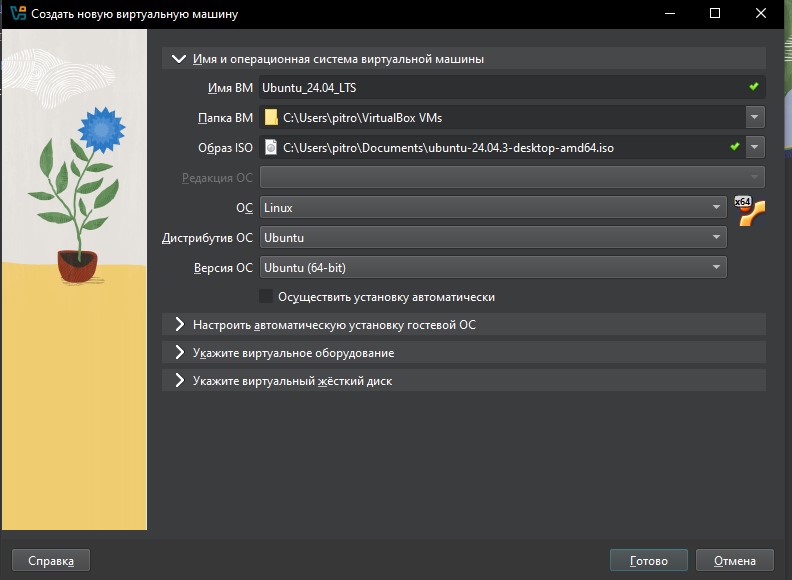 Создать новую виртуальную машину
Имя и операционная система виртуальной машины
Имя ВМ Ubuntu_24.04_LTS
Папка ВМ C:\Users\pitro\VirtualBox VMs
Образ ISO C:\Users\pitro\Documents\ubuntu-24.04.3-desktop-amd64.iso
Редакция ОС
ОС Linux x64
Дистрибутив ОС Ubuntu
Версия ОС Ubuntu (64-bit)
Осуществить установку автоматически
Настроить автоматическую установку гостевой ОС
Укажите виртуальное оборудование
Укажите виртуальный жёсткий диск
Справка Готово Отмена